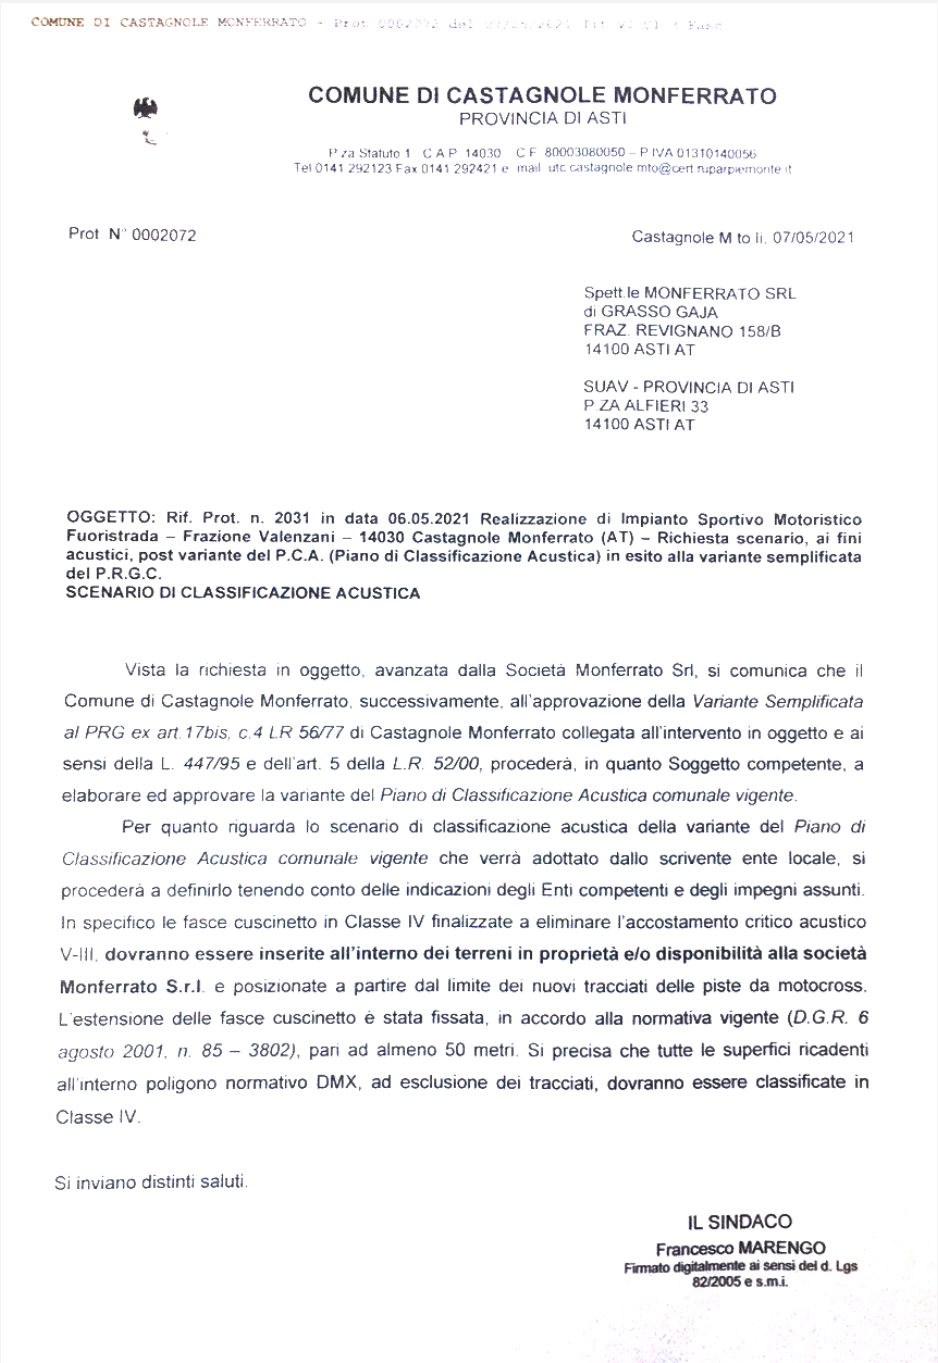 COMUNE DI CASTAGNOLE MONFERRATO - Prot 0002072 del 07/05/2021 Tit VI Cl Fasc
COMUNE DI CASTAGNOLE MONFERRATO
PROVINCIA DI ASTI
P.za Statuto 1 C A P 14030 C F 80003080050 – P IVA 01310140056
Tel 0141 292123 Fax 0141 292421 e mail utc castagnole mto@cert ruparpiemonte it
Prot N° 0002072
Castagnole M to li, 07/05/2021
Spett.le MONFERRATO SRL
di GRASSO GAJA
FRAZ. REVIGNANO 158/B
14100 ASTI AT
SUAV - PROVINCIA DI ASTI
P.ZA ALFIERI 33
14100 ASTI AT
OGGETTO: Rif. Prot. n. 2031 in data 06.05.2021 Realizzazione di Impianto Sportivo Motoristico
Fuoristrada – Frazione Valenzani – 14030 Castagnole Monferrato (AT) – Richiesta scenario, ai fini
acustici, post variante del P.C.A. (Piano di Classificazione Acustica) in esito alla variante semplificata
del P.R.G.C.
SCENARIO DI CLASSIFICAZIONE ACUSTICA
Vista la richiesta in oggetto, avanzata dalla Società Monferrato Srl, si comunica che il
Comune di Castagnole Monferrato, successivamente, all'approvazione della Variante Semplificata
al PRG ex art.17bis, c.4 LR 56/77 di Castagnole Monferrato collegata all'intervento in oggetto e ai
sensi della L. 447/95 e dell'art. 5 della L.R. 52/00, procederà, in quanto Soggetto competente, a
elaborare ed approvare la variante del Piano di Classificazione Acustica comunale vigente.
Per quanto riguarda lo scenario di classificazione acustica della variante del Piano di
Classificazione Acustica comunale vigente che verrà adottato dallo scrivente ente locale, si
procederà a definirlo tenendo conto delle indicazioni degli Enti competenti e degli impegni assunti.
In specifico le fasce cuscinetto in Classe IV finalizzate a eliminare l'accostamento critico acustico
V-III, dovranno essere inserite all'interno dei terreni in proprietà e/o disponibilità alla società
Monferrato S.r.l. e posizionate a partire dal limite dei nuovi tracciati delle piste da motocross.
L'estensione delle fasce cuscinetto è stata fissata, in accordo alla normativa vigente (D.G.R. 6
agosto 2001, n. 85 – 3802), pari ad almeno 50 metri. Si precisa che tutte le superfici ricadenti
all'interno poligono normativo DMX, ad esclusione dei tracciati, dovranno essere classificate in
Classe IV.
Si inviano distinti saluti.
IL SINDACO
Francesco MARENGO
Firmato digitalmente ai sensi del d. Lgs
82/2005 e s.m.i.